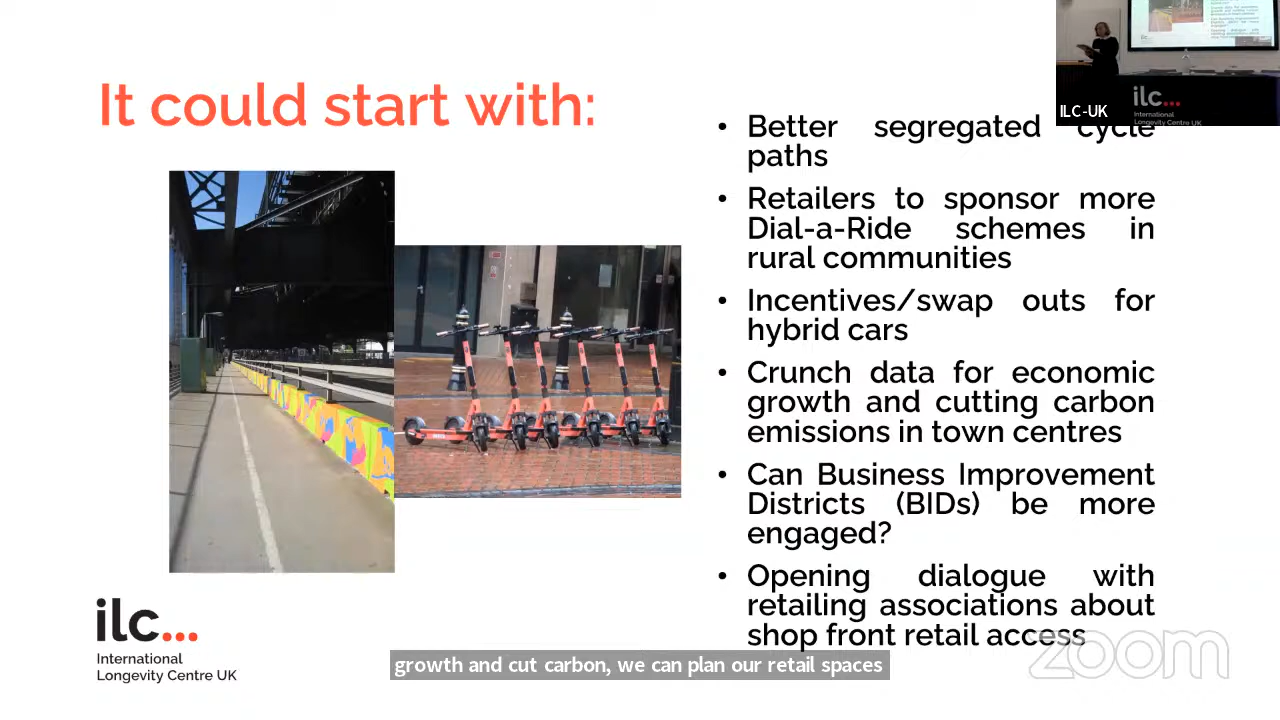 It could start with:
• Better segregated cycle
paths
• Retailers to sponsor more
Dial-a-Ride schemes in
rural communities
• Incentives/swap outs for
hybrid cars
• Crunch data for economic
growth and cutting carbon
emissions in town centres
• Can Business Improvement
Districts (BIDs) be more
engaged?
• Opening dialogue with
retailing associations about
shop front retail access
ilc...
International
Longevity Centre UK
growth and cut carbon, we can plan our retail spaces
zoom
ILC-UK
ilc...
International
Longevity Centre UK